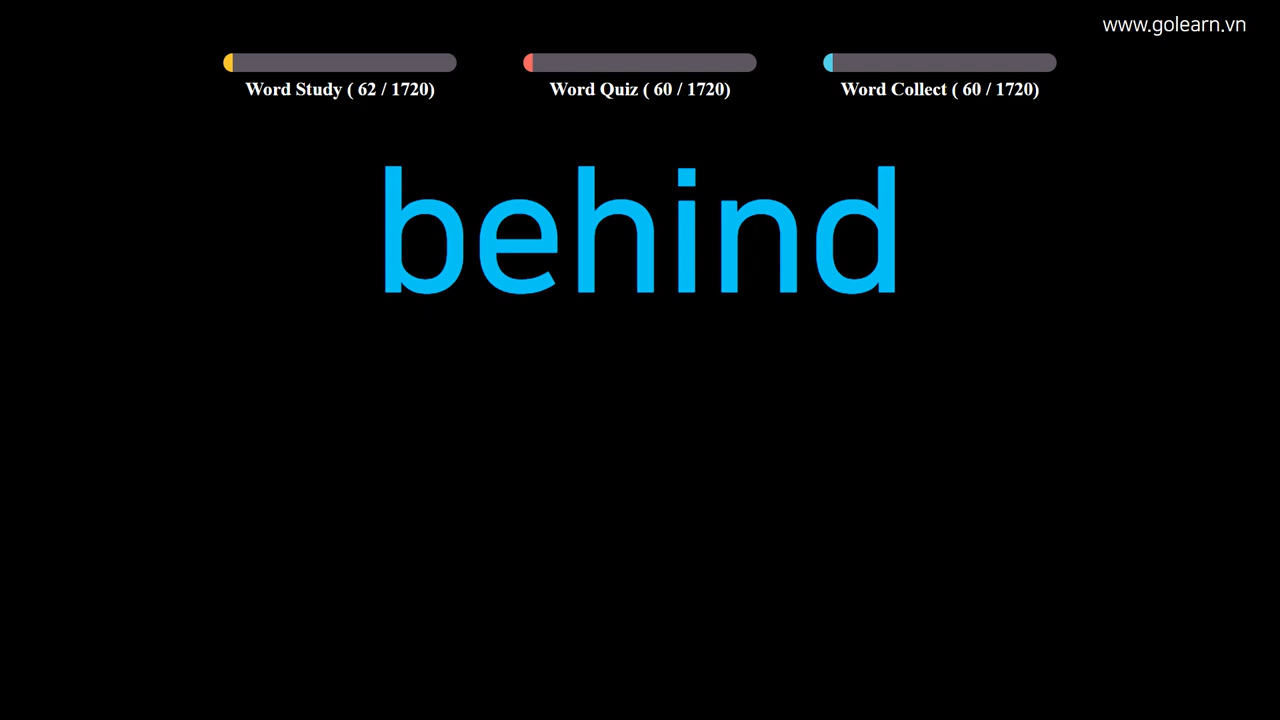 www.golearn.vn
Word Study ( 62 / 1720) Word Quiz ( 60 / 1720) Word Collect ( 60 / 1720)
behind